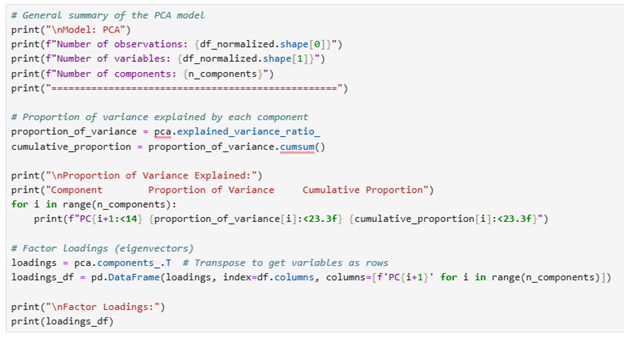 # General summary of the PCA model
print("\nModel: PCA")
print(f"Number of observations: {df_normalized.shape[0]}")
print(f"Number of variables: {df_normalized.shape[1]}")
print(f"Number of components: {n_components}")
print("==================================================")
# Proportion of variance explained by each component
proportion_of_variance = pca.explained_variance_ratio_
cumulative_proportion = proportion_of_variance.cumsum()
print("\nProportion of Variance Explained:")
print("Component        Proportion of Variance     Cumulative Proportion")
for i in range(n_components):
    print(f"PC{i+1:<14} {proportion_of_variance[i]:<23.3f} {cumulative_proportion[i]:<23.3f}")
# Factor loadings (eigenvectors)
loadings = pca.components_.T  # Transpose to get variables as rows
loadings_df = pd.DataFrame(loadings, index=df.columns, columns=[f'PC{i+1}' for i in range(n_components)])
print("\nFactor Loadings:")
print(loadings_df)